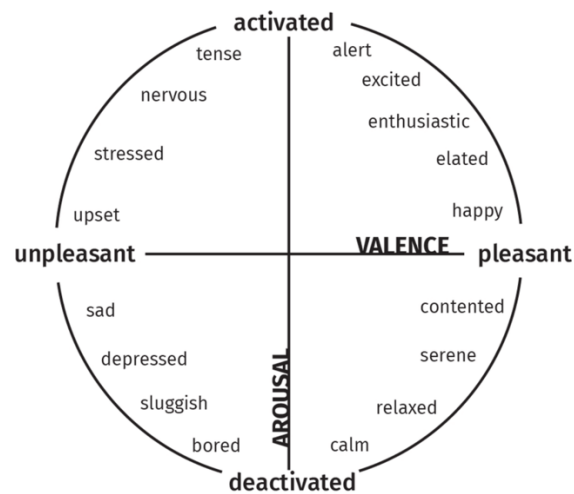 activated
tense
alert
excited
nervous
enthusiastic
stressed
elated
upset
happy
VALENCE
unpleasant
pleasant
sad
contented
depressed
serene
AROUSAL
sluggish
relaxed
bored
calm
deactivated